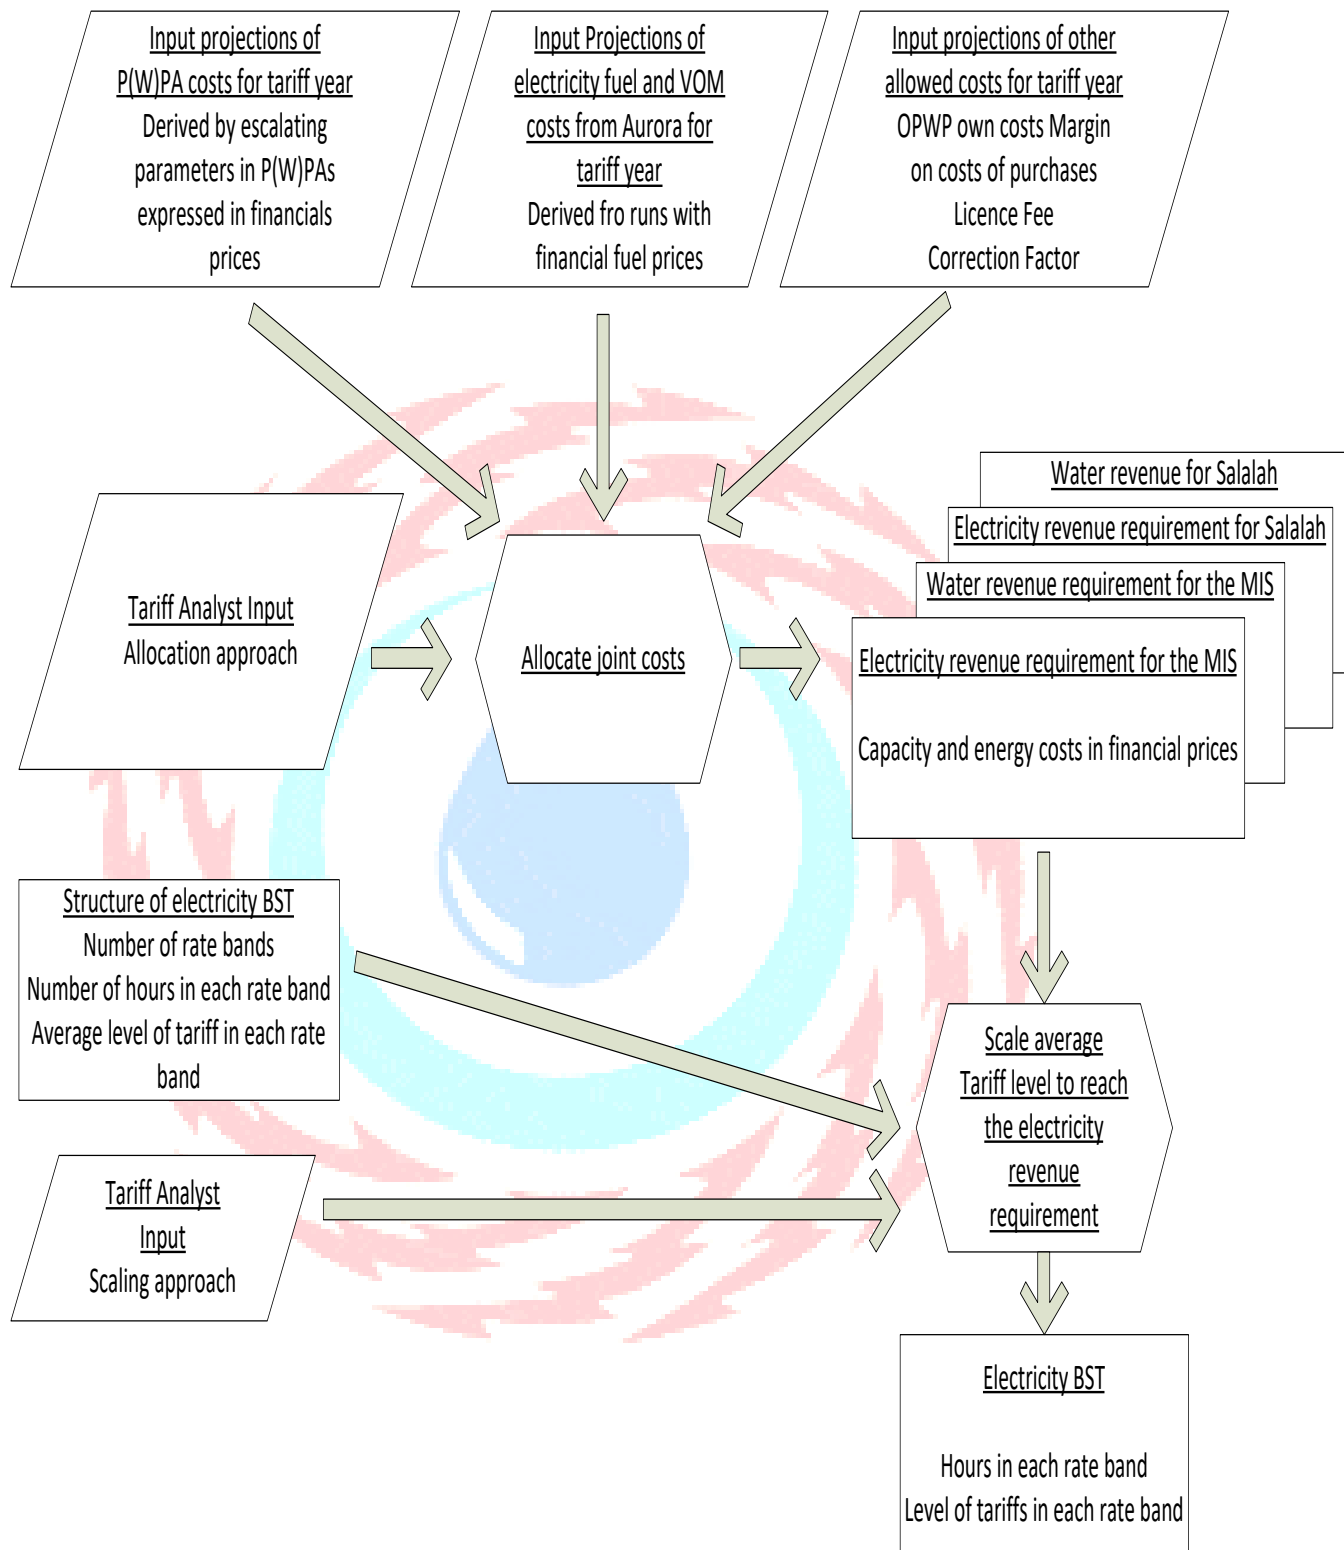 Input projections of
P(W)PA costs for tariff year
Derived by escalating
parameters in P(W)PAs
expressed in financials
prices
Input Projections of
electricity fuel and VOM
costs from Aurora for
tariff year
Derived fro runs with
financial fuel prices
Input projections of other
allowed costs for tariff year
OPWP own costs Margin
on costs of purchases
Licence Fee
Correction Factor
Tariff Analyst Input
Allocation approach
Allocate joint costs
Water revenue for Salalah
Electricity revenue requirement for Salalah
Water revenue requirement for the MIS
Electricity revenue requirement for the MIS
Capacity and energy costs in financial prices
Structure of electricity BST
Number of rate bands
Number of hours in each rate band
Average level of tariff in each rate
band
Tariff Analyst
Input
Scaling approach
Scale average
Tariff level to reach
the electricity
revenue
requirement
Electricity BST
Hours in each rate band
Level of tariffs in each rate band